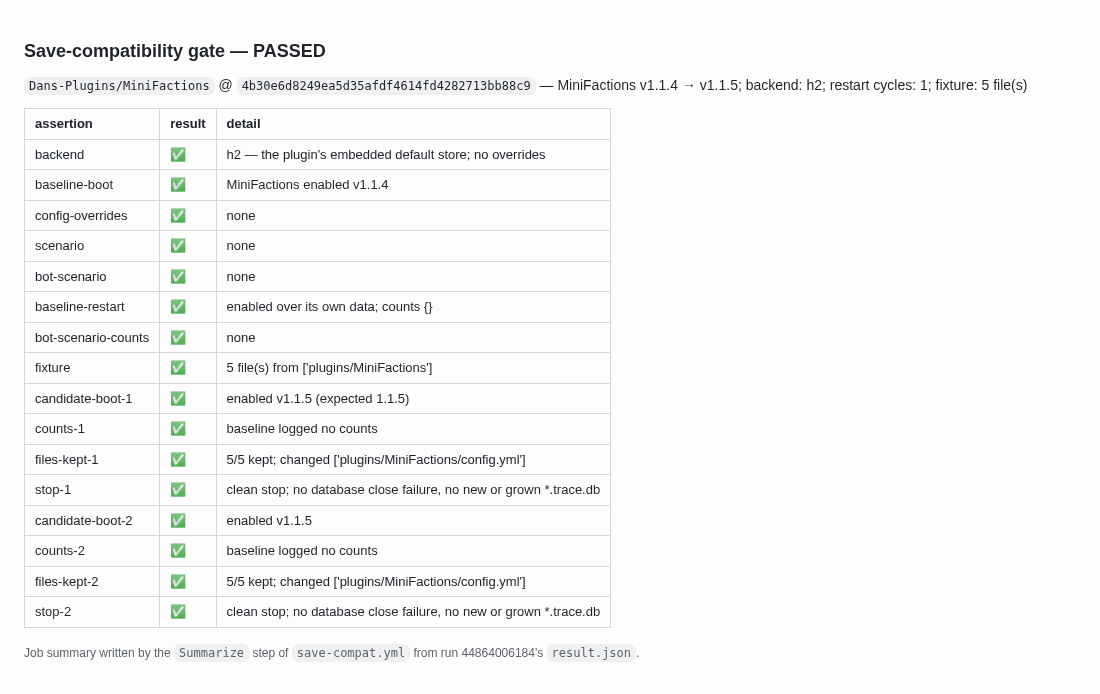 Save-compatibility gate — PASSED
Dans-Plugins/MiniFactions @ 4b30e6d8249ea5d35afdf4614fd4282713bb88c9 — MiniFactions v1.1.4 → v1.1.5; backend: h2; restart cycles: 1; fixture: 5 file(s)
assertion result detail
backend ✅ h2 — the plugin's embedded default store; no overrides
baseline-boot ✅ MiniFactions enabled v1.1.4
config-overrides ✅ none
scenario ✅ none
bot-scenario ✅ none
baseline-restart ✅ enabled over its own data; counts {}
bot-scenario-counts ✅ none
fixture ✅ 5 file(s) from ['plugins/MiniFactions']
candidate-boot-1 ✅ enabled v1.1.5 (expected 1.1.5)
counts-1 ✅ baseline logged no counts
files-kept-1 ✅ 5/5 kept; changed ['plugins/MiniFactions/config.yml']
stop-1 ✅ clean stop; no database close failure, no new or grown *.trace.db
candidate-boot-2 ✅ enabled v1.1.5
counts-2 ✅ baseline logged no counts
files-kept-2 ✅ 5/5 kept; changed ['plugins/MiniFactions/config.yml']
stop-2 ✅ clean stop; no database close failure, no new or grown *.trace.db
Job summary written by the Summarize step of save-compat.yml from run 44864006184's result.json.